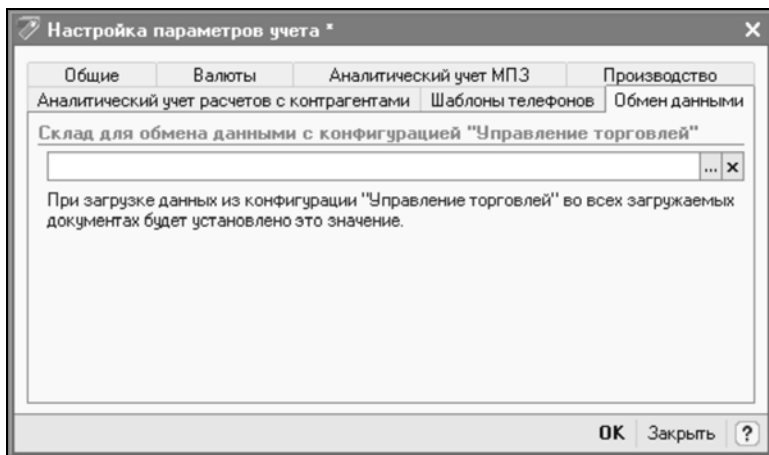 Настройка параметров учета *
Общие Валюты Аналитический учет МПЗ Производство
Аналитический учет расчетов с контрагентами Шаблоны телефонов Обмен данными
Склад для обмена данными с конфигурацией "Управление торговлей"
... x
При загрузке данных из конфигурации "Управление торговлей" во всех загружаемых
документах будет установлено это значение.
OK Закрыть ?